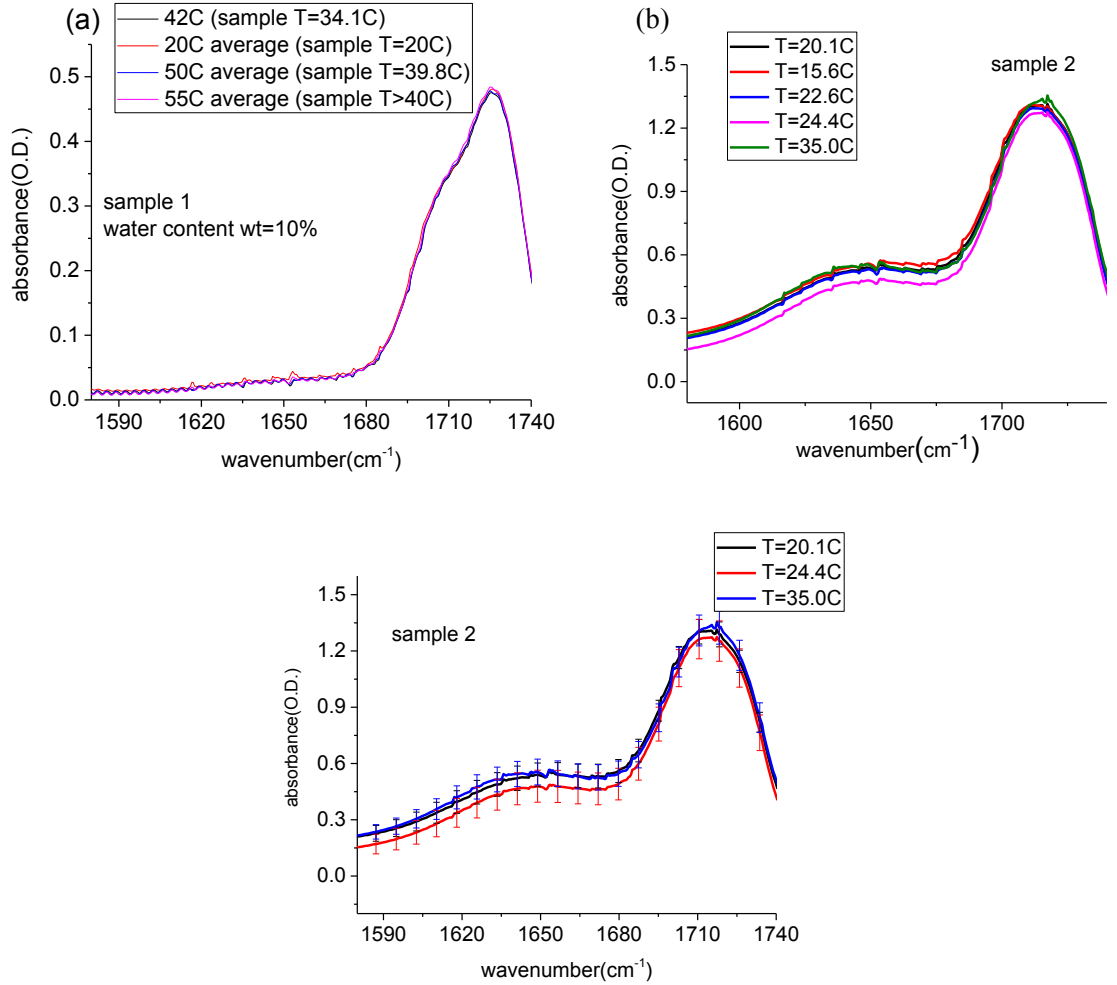 (a)
42C (sample T=34.1C)
20C average (sample T=20C)
50C average (sample T=39.8C)
55C average (sample T>40C)
0.5
0.4
0.3
0.2
0.1
0.0
absorbance(O.D.)
sample 1
water content wt=10%
1590 1620 1650 1680 1710 1740
wavenumber(cm⁻¹)
(b)
T=20.1C
T=15.6C
T=22.6C
T=24.4C
T=35.0C
sample 2
1.5
1.2
0.9
0.6
0.3
0.0
absorbance(O.D.)
1600 1650 1700
wavenumber(cm⁻¹)
T=20.1C
T=24.4C
T=35.0C
sample 2
1.5
1.2
0.9
0.6
0.3
0.0
absorbance(O.D.)
1590 1620 1650 1680 1710 1740
wavenumber(cm⁻¹)